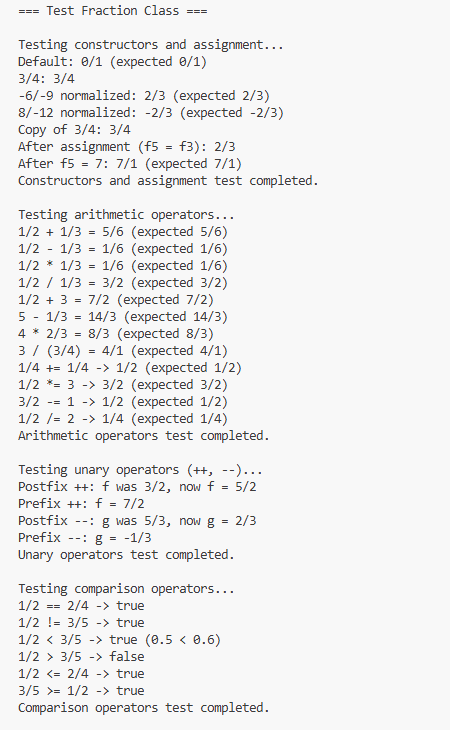 === Test Fraction Class ===
Testing constructors and assignment...
Default: 0/1 (expected 0/1)
3/4: 3/4
-6/-9 normalized: 2/3 (expected 2/3)
8/-12 normalized: -2/3 (expected -2/3)
Copy of 3/4: 3/4
After assignment (f5 = f3): 2/3
After f5 = 7: 7/1 (expected 7/1)
Constructors and assignment test completed.
Testing arithmetic operators...
1/2 + 1/3 = 5/6 (expected 5/6)
1/2 - 1/3 = 1/6 (expected 1/6)
1/2 * 1/3 = 1/6 (expected 1/6)
1/2 / 1/3 = 3/2 (expected 3/2)
1/2 + 3 = 7/2 (expected 7/2)
5 - 1/3 = 14/3 (expected 14/3)
4 * 2/3 = 8/3 (expected 8/3)
3 / (3/4) = 4/1 (expected 4/1)
1/4 += 1/4 -> 1/2 (expected 1/2)
1/2 *= 3 -> 3/2 (expected 3/2)
3/2 -= 1 -> 1/2 (expected 1/2)
1/2 /= 2 -> 1/4 (expected 1/4)
Arithmetic operators test completed.
Testing unary operators (++, --)...
Postfix ++: f was 3/2, now f = 5/2
Prefix ++: f = 7/2
Postfix --: g was 5/3, now g = 2/3
Prefix --: g = -1/3
Unary operators test completed.
Testing comparison operators...
1/2 == 2/4 -> true
1/2 != 3/5 -> true
1/2 < 3/5 -> true (0.5 < 0.6)
1/2 > 3/5 -> false
1/2 <= 2/4 -> true
3/5 >= 1/2 -> true
Comparison operators test completed.